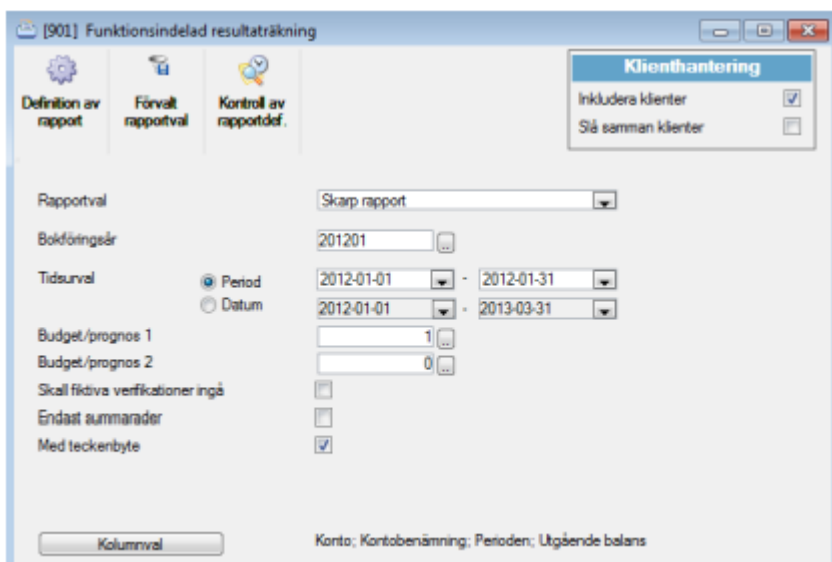 [901] Funktionsindelad resultaträkning
Definition av rapport
Förvalt rapportval
Kontroll av rapportdef.
Klienthantering
Inkludera klienter
Slå samman klienter
Rapportval Skarp rapport
Bokföringsår 201201 ..
Tidsurval Period 2012-01-01 - 2012-01-31
Datum 2012-01-01 - 2013-03-31
Budget/prognos 1 1 ..
Budget/prognos 2 0 ..
Skall fiktiva verifikationer ingå
Endast summarader
Med teckenbyte
Kolumnval Konto; Kontobenämning; Perioden; Utgående balans